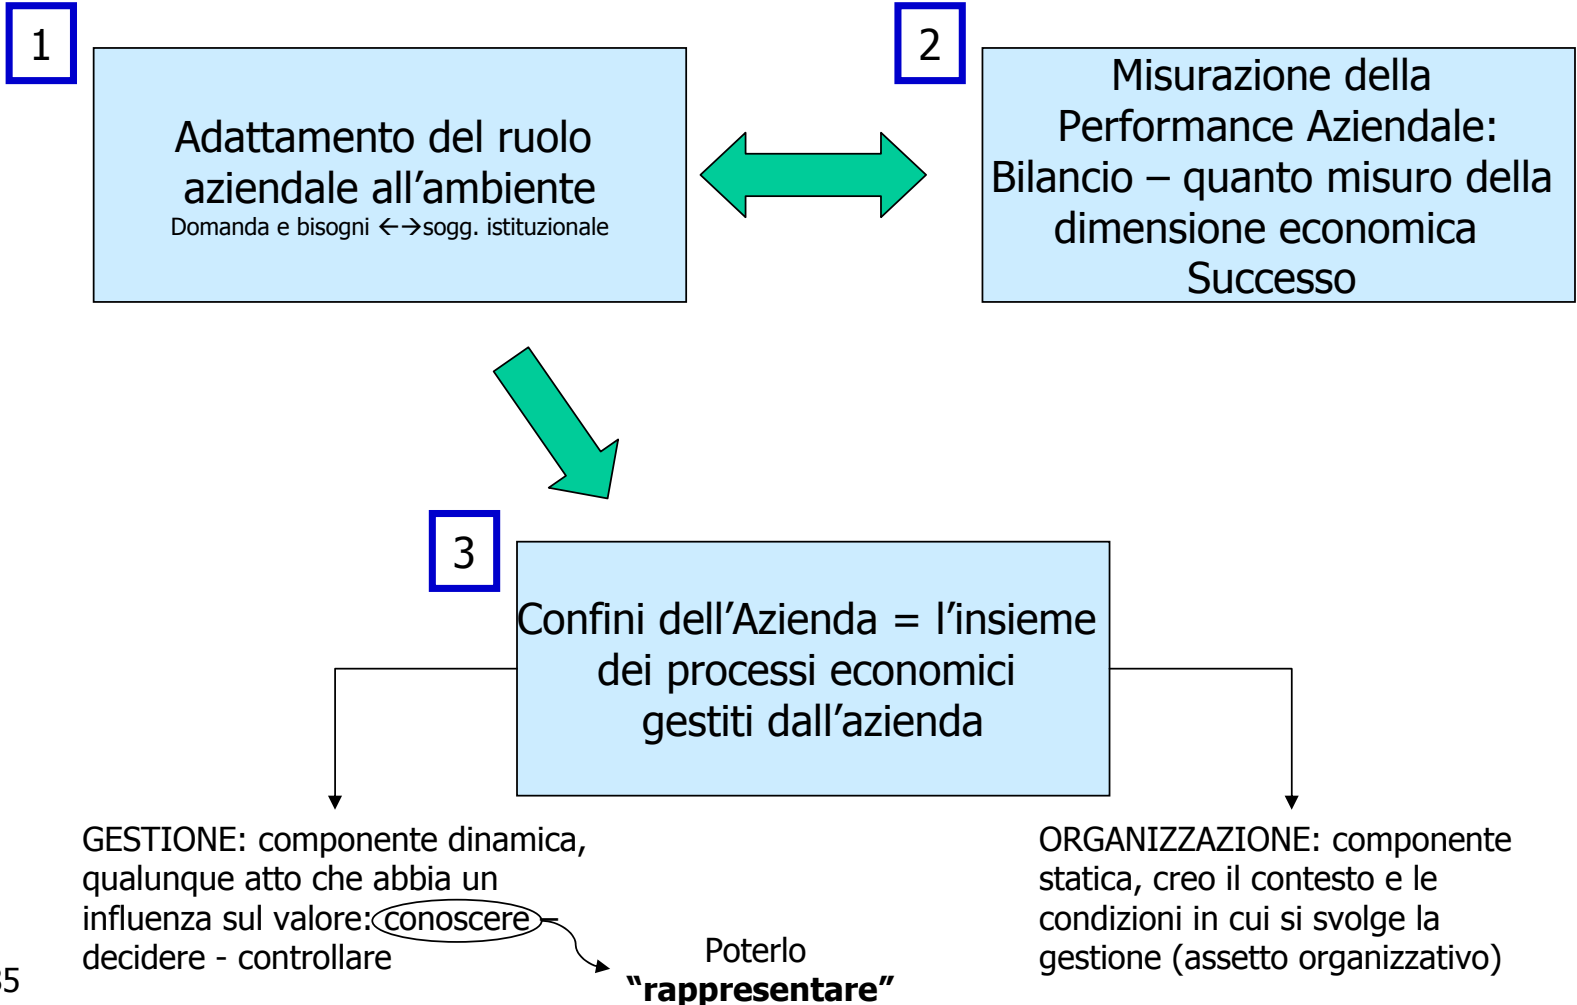 1
Adattamento del ruolo
aziendale all’ambiente
Domanda e bisogni ←→sogg. istituzionale
2
Misurazione della
Performance Aziendale:
Bilancio – quanto misuro della
dimensione economica
Successo
3
Confini dell’Azienda = l’insieme
dei processi economici
gestiti dall’azienda
GESTIONE: componente dinamica,
qualunque atto che abbia un
influenza sul valore: conoscere –
decidere - controllare
Poterlo
“rappresentare”
ORGANIZZAZIONE: componente
statica, creo il contesto e le
condizioni in cui si svolge la
gestione (assetto organizzativo)